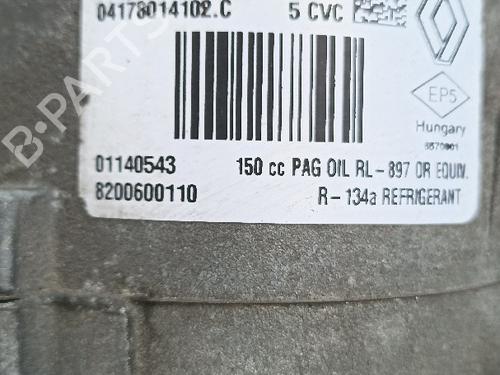 04178014102.C 5 CVC
EP5
Hungary
01140543 150 cc PAG OIL RL-897 OR EQUIV.
8200600110 R-134a REFRIGERANT
B-PARTS